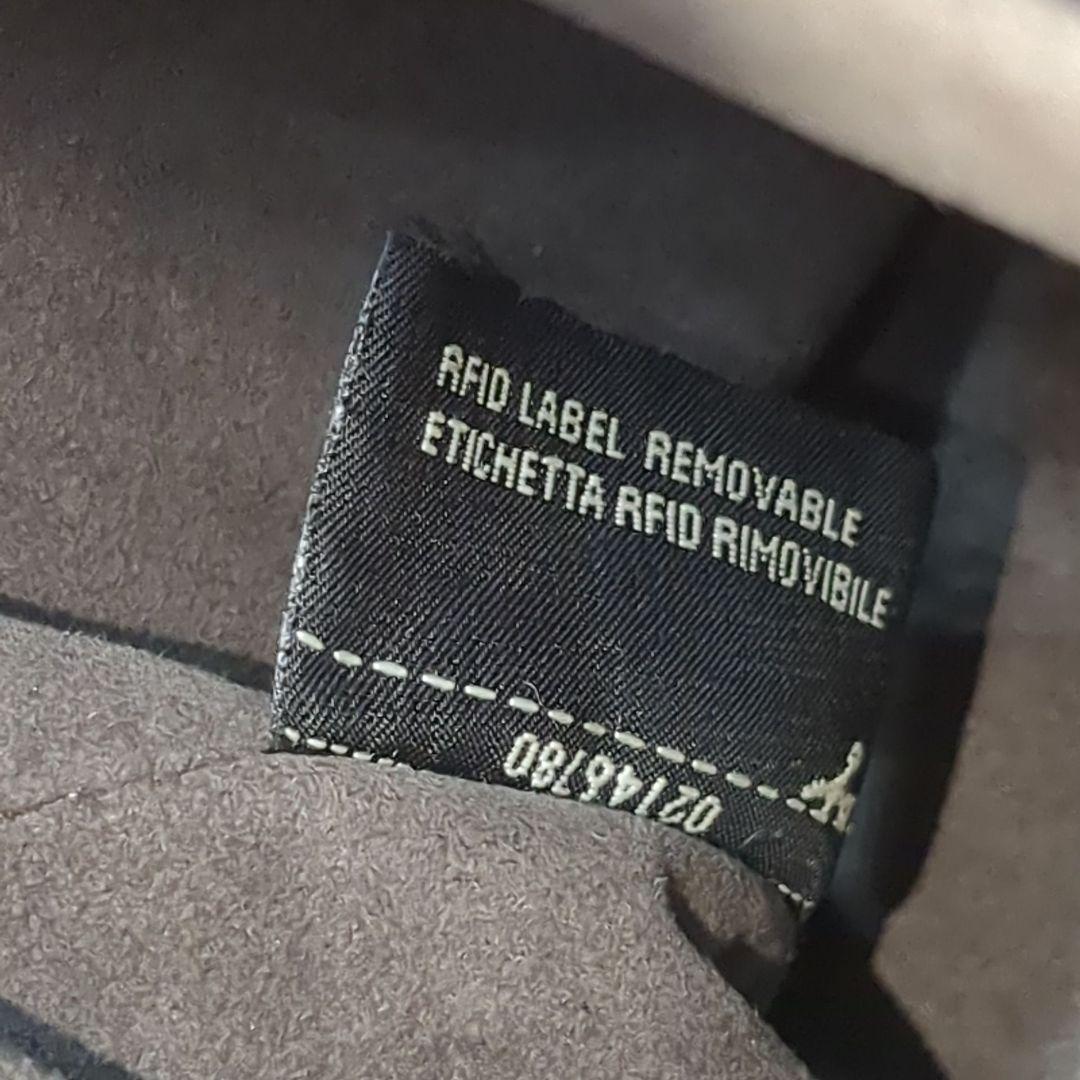 RFID LABEL REMOVABLE
ETICHETTA RFID RIMOVIBILE
02146780